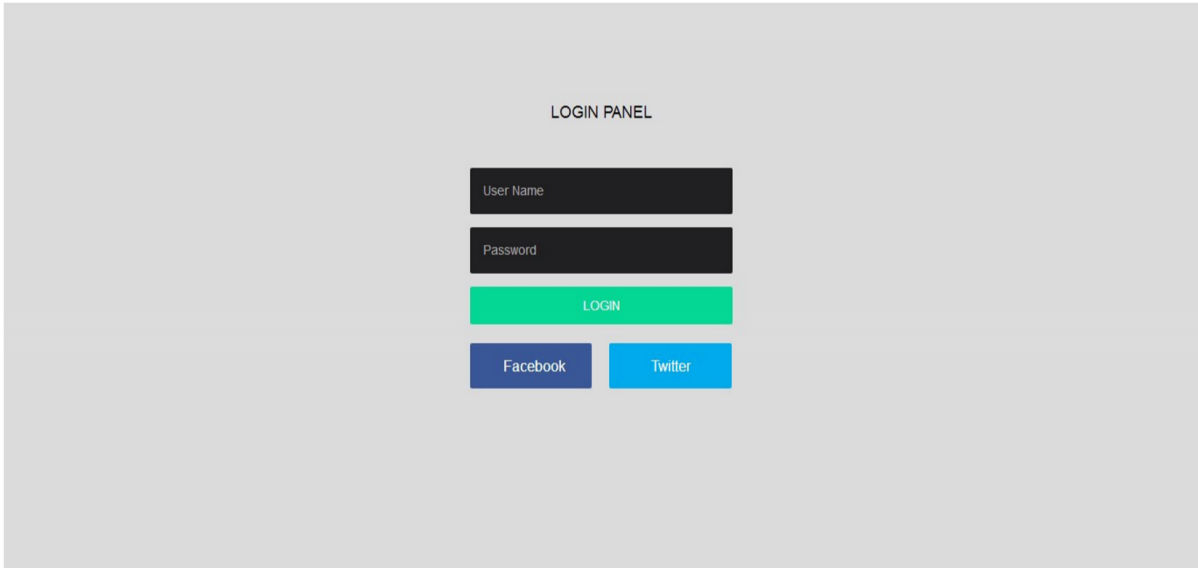 LOGIN PANEL
User Name
Password
LOGIN
Facebook
Twitter